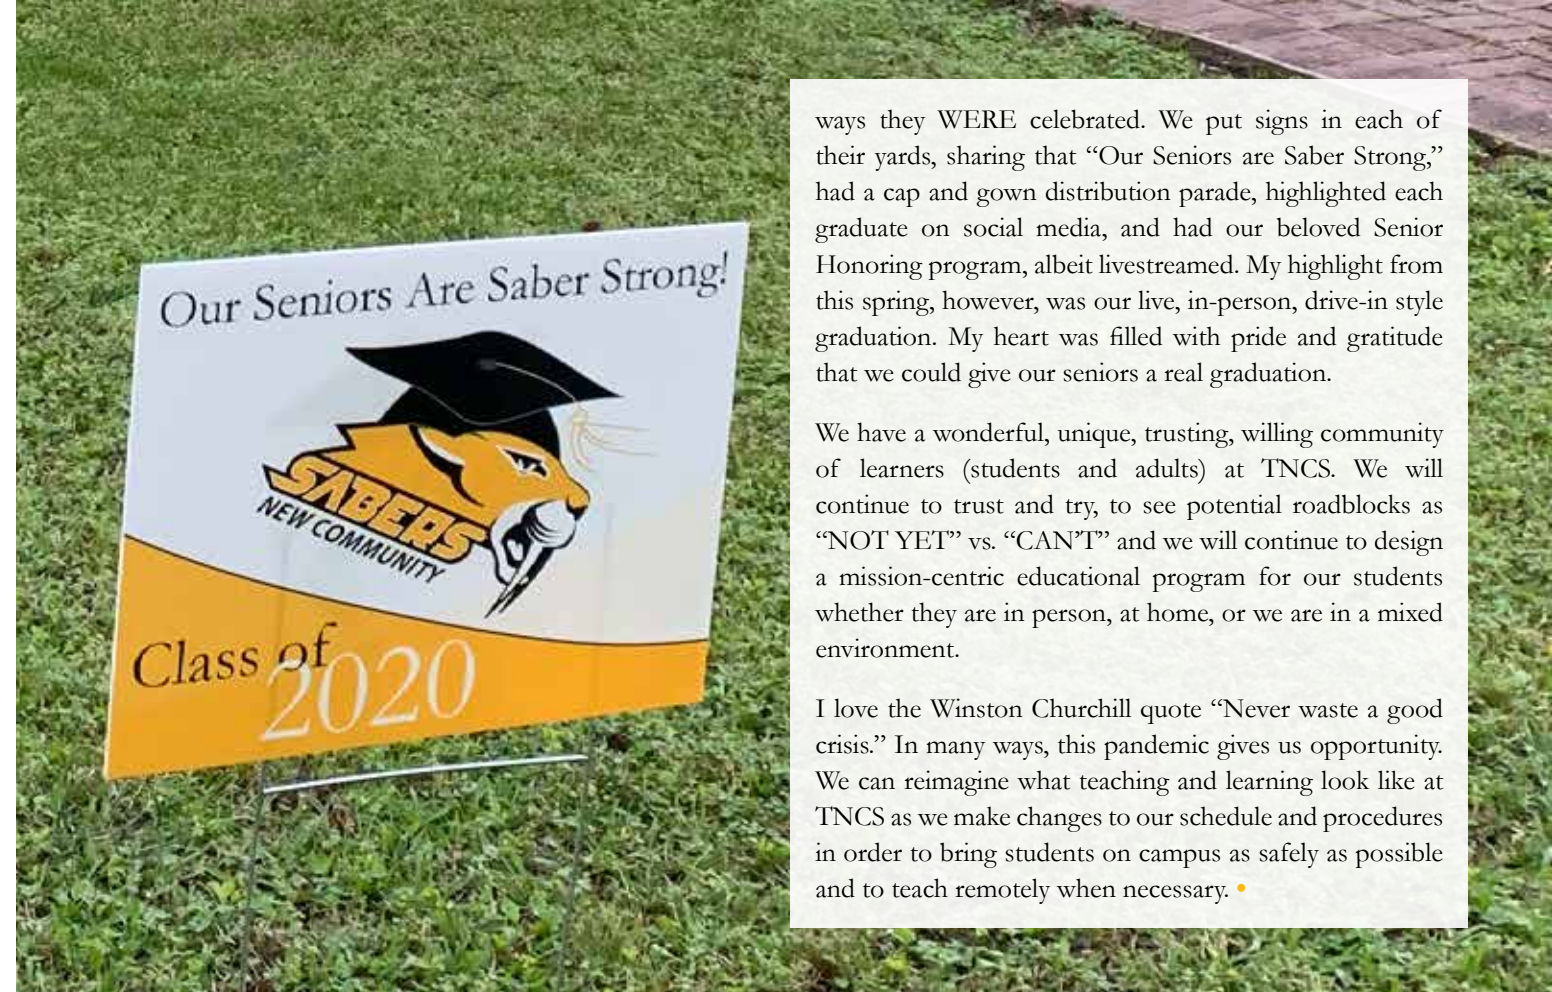 Our Seniors Are Saber Strong!
SABERS
NEW COMMUNITY
Class of
2020
ways they WERE celebrated. We put signs in each of
their yards, sharing that “Our Seniors are Saber Strong,”
had a cap and gown distribution parade, highlighted each
graduate on social media, and had our beloved Senior
Honoring program, albeit livestreamed. My highlight from
this spring, however, was our live, in-person, drive-in style
graduation. My heart was filled with pride and gratitude
that we could give our seniors a real graduation.
We have a wonderful, unique, trusting, willing community
of learners (students and adults) at TNCS. We will
continue to trust and try, to see potential roadblocks as
“NOT YET” vs. “CAN’T” and we will continue to design
a mission-centric educational program for our students
whether they are in person, at home, or we are in a mixed
environment.
I love the Winston Churchill quote “Never waste a good
crisis.” In many ways, this pandemic gives us opportunity.
We can reimagine what teaching and learning look like at
TNCS as we make changes to our schedule and procedures
in order to bring students on campus as safely as possible
and to teach remotely when necessary. •